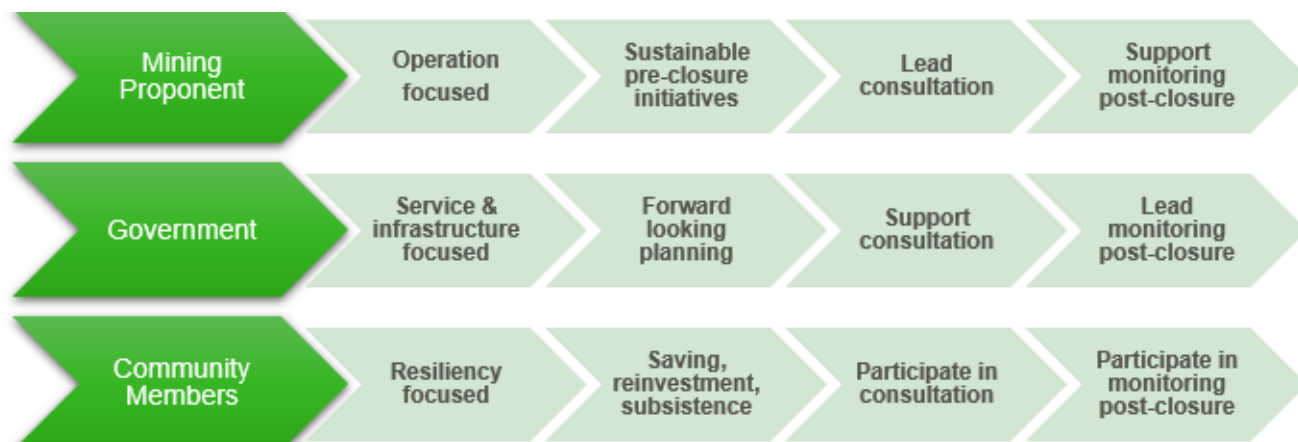 Mining
Proponent
Operation
focused
Sustainable
pre-closure
initiatives
Lead
consultation
Support
monitoring
post-closure
Government
Service &
infrastructure
focused
Forward
looking
planning
Support
consultation
Lead
monitoring
post-closure
Community
Members
Resiliency
focused
Saving,
reinvestment,
subsistence
Participate in
consultation
Participate in
monitoring
post-closure